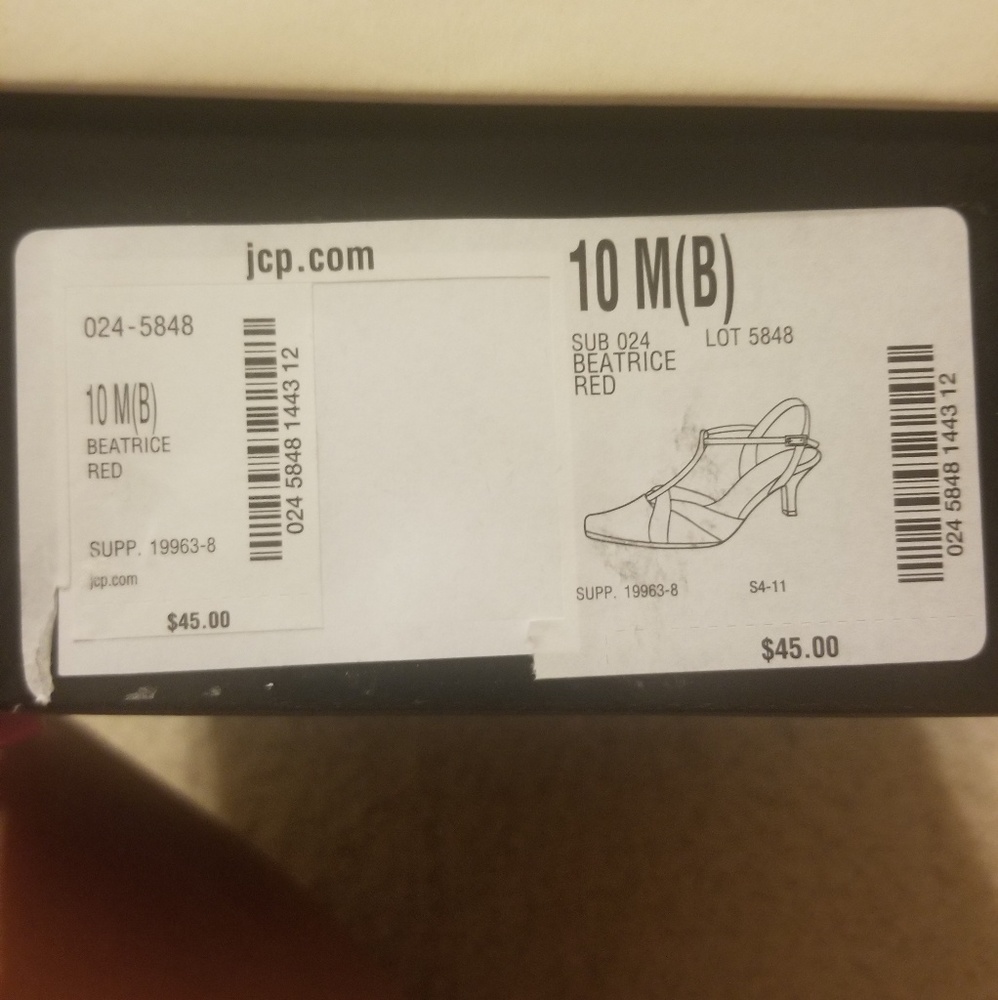 jcp.com
024-5848
10 M(B)
BEATRICE
RED
024 5848 1443 12
SUPP. 19963-8
jcp.com
$45.00
10 M(B)
SUB 024 LOT 5848
BEATRICE
RED
024 5848 1443 12
SUPP. 19963-8 S4-11
$45.00